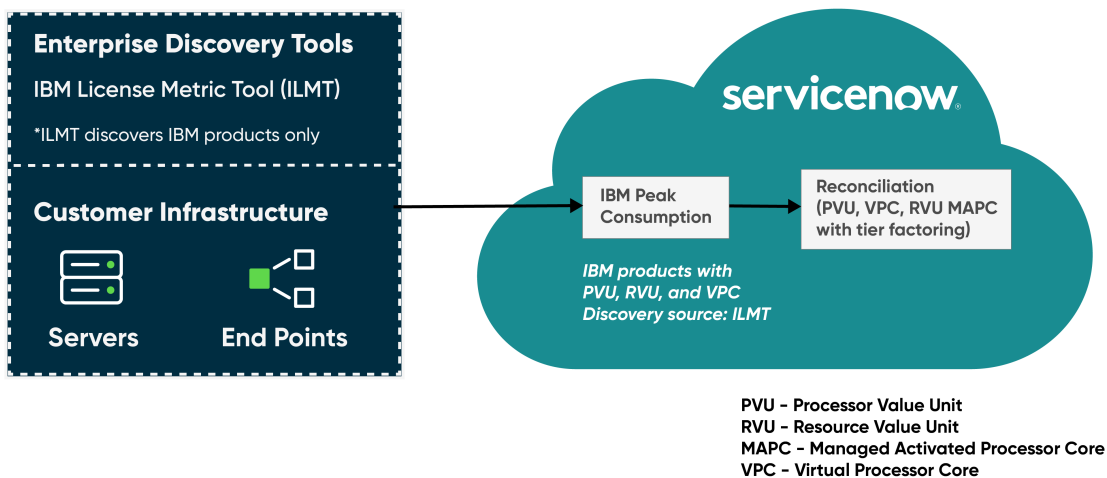 Enterprise Discovery Tools
IBM License Metric Tool (ILMT)
*ILMT discovers IBM products only
Customer Infrastructure
Servers
End Points
servicenow®
IBM Peak
Consumption
Reconciliation
(PVU, VPC, RVU MAPC
with tier factoring)
IBM products with
PVU, RVU, and VPC
Discovery source: ILMT
PVU - Processor Value Unit
RVU - Resource Value Unit
MAPC - Managed Activated Processor Core
VPC - Virtual Processor Core